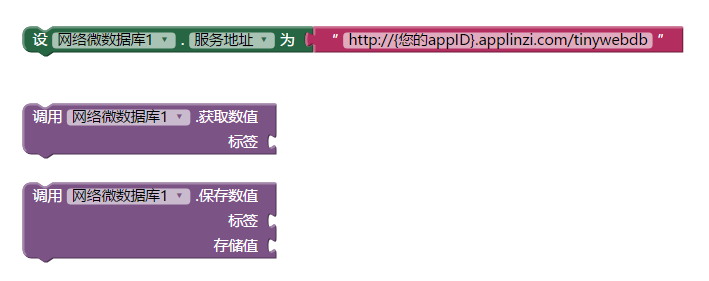 设 网络微数据库1 . 服务地址 为 " http://{您的appID}.applinzi.com/tinywebdb "
调用 网络微数据库1 .获取数值
标签
调用 网络微数据库1 .保存数值
标签
存储值